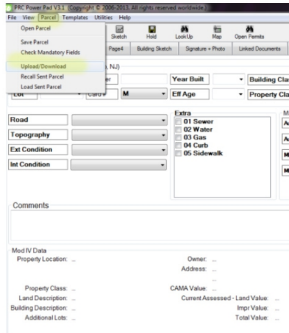 PRC Power Pad V3.1 Copyright © 2006-2013. All rights reserved worldwide.
File View Parcel Templates Utilities Help
Open Parcel
Save Parcel
Check Mandatory Fields
Upload/Download
Recall Sent Parcel
Load Sent Parcel
Sketch Hold Look Up Map Open Permits
Page4 Building Sketch Signature + Photo Linked Documents
NJ)
Year Built Building Cla
Lot Card# M Eff Age Property Cla
Road
Topography
Ext Condition
Int Condition
Extra
01 Sewer
02 Water
03 Gas
04 Curb
05 Sidewalk
Comments
Mod IV Data
Property Location: ... Owner: ...
Address: ...
...
Property Class: ... CAMA Value: ...
Land Description: ... Current Assessed - Land Value: ...
Building Description: ... Impr Value: ...
Additional Lots: ... Total Value: ...